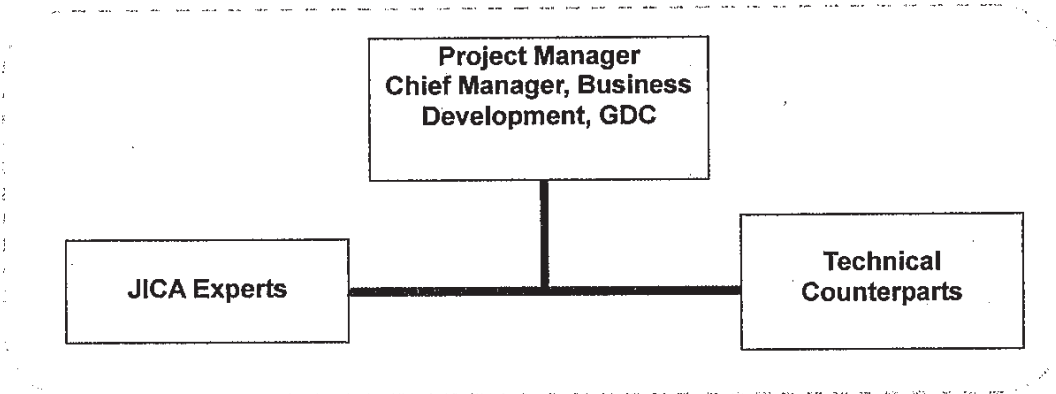 Project Manager
Chief Manager, Business
Development, GDC
JICA Experts
Technical
Counterparts